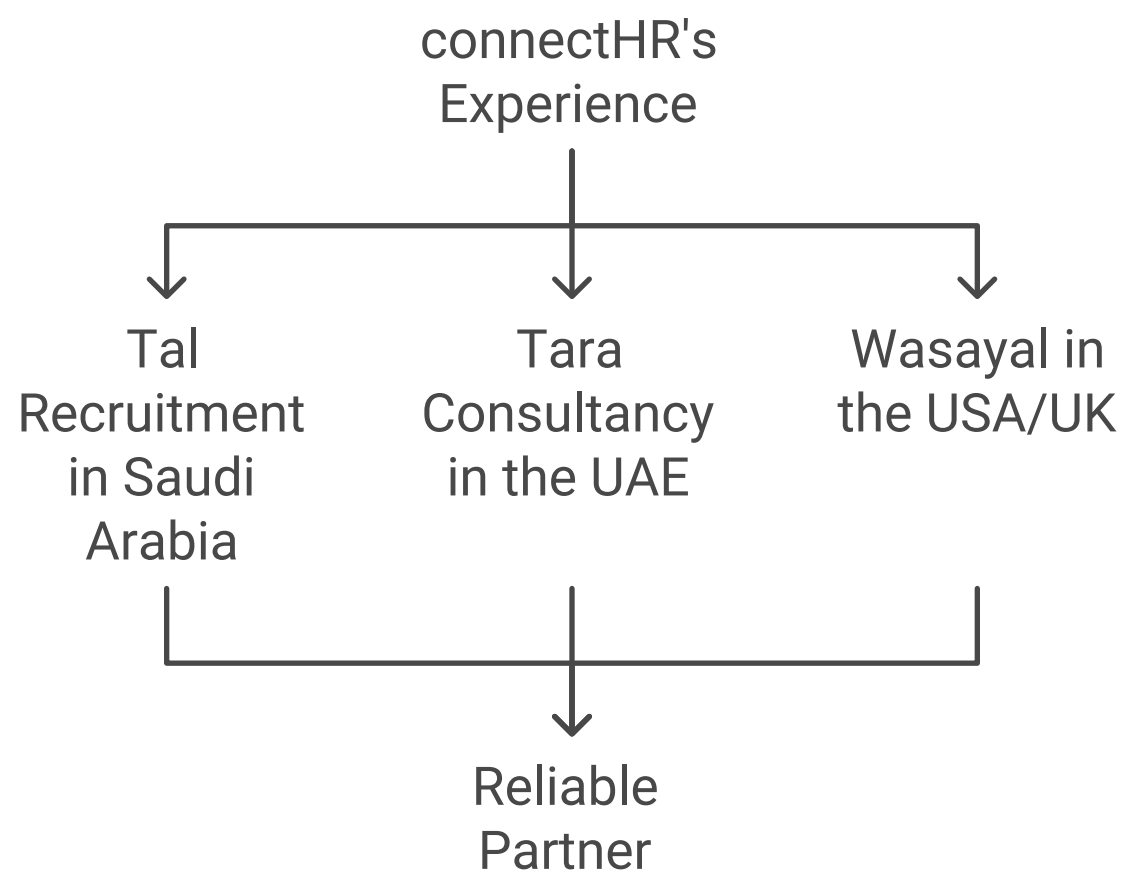 connectHR's
Experience
Tal
Recruitment
in Saudi
Arabia
Tara
Consultancy
in the UAE
Wasayal in
the USA/UK
Reliable
Partner